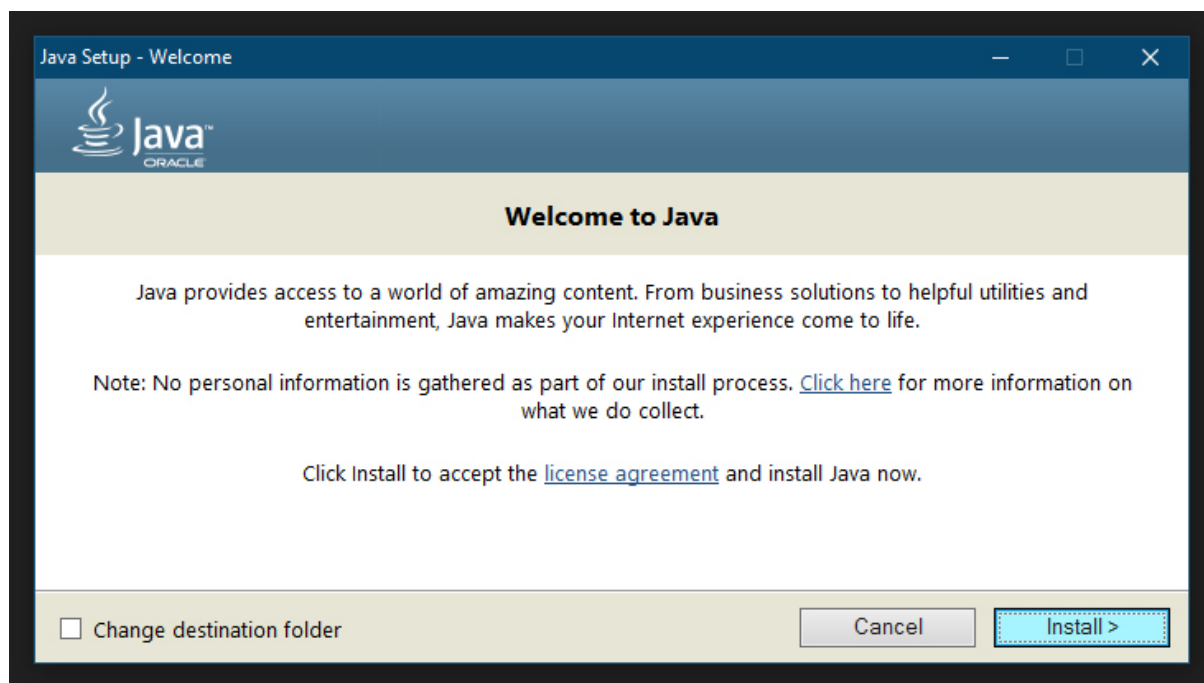 Java Setup - Welcome
Java™
ORACLE
Welcome to Java
Java provides access to a world of amazing content. From business solutions to helpful utilities and
entertainment, Java makes your Internet experience come to life.
Note: No personal information is gathered as part of our install process. Click here for more information on
what we do collect.
Click Install to accept the license agreement and install Java now.
Change destination folder
Cancel
Install >